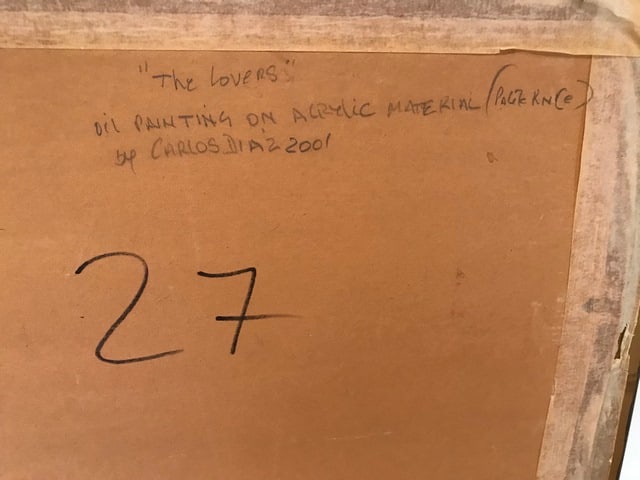 "The Lovers"
Oil PAINTING ON ACRYLIC MATERIAL
by CARLOS DIAZ 2001
27